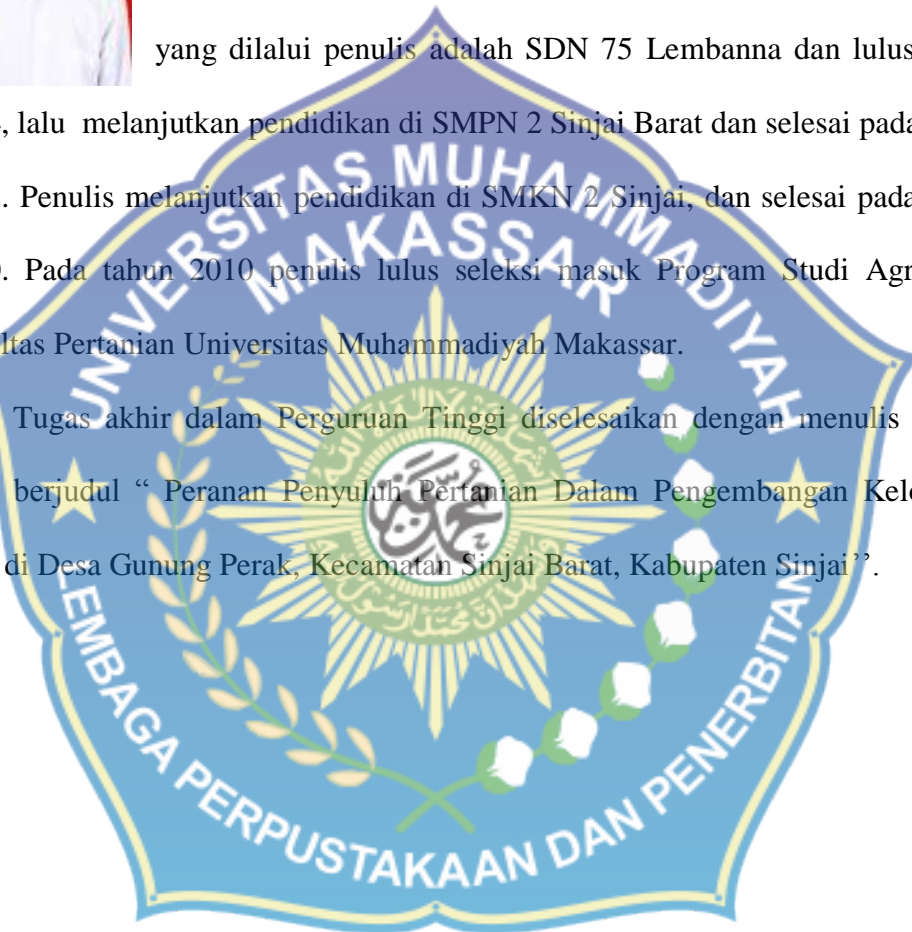 yang dilalui penulis adalah SDN 75 Lembanna dan lulus
, lalu melanjutkan pendidikan di SMPN 2 Sinjai Barat dan selesai pada
. Penulis melanjutkan pendidikan di SMKN 2 Sinjai, dan selesai pada
. Pada tahun 2010 penulis lulus seleksi masuk Program Studi Agr
ltas Pertanian Universitas Muhammadiyah Makassar.
Tugas akhir dalam Perguruan Tinggi diselesaikan dengan menulis
berjudul “ Peranan Penyuluh Pertanian Dalam Pengembangan Kel
di Desa Gunung Perak, Kecamatan Sinjai Barat, Kabupaten Sinjai’’.
UNIVERSITAS MUHAMMADIYAH
MAKASSAR
LEMBAGA PERPUSTAKAAN DAN PENERBITAN